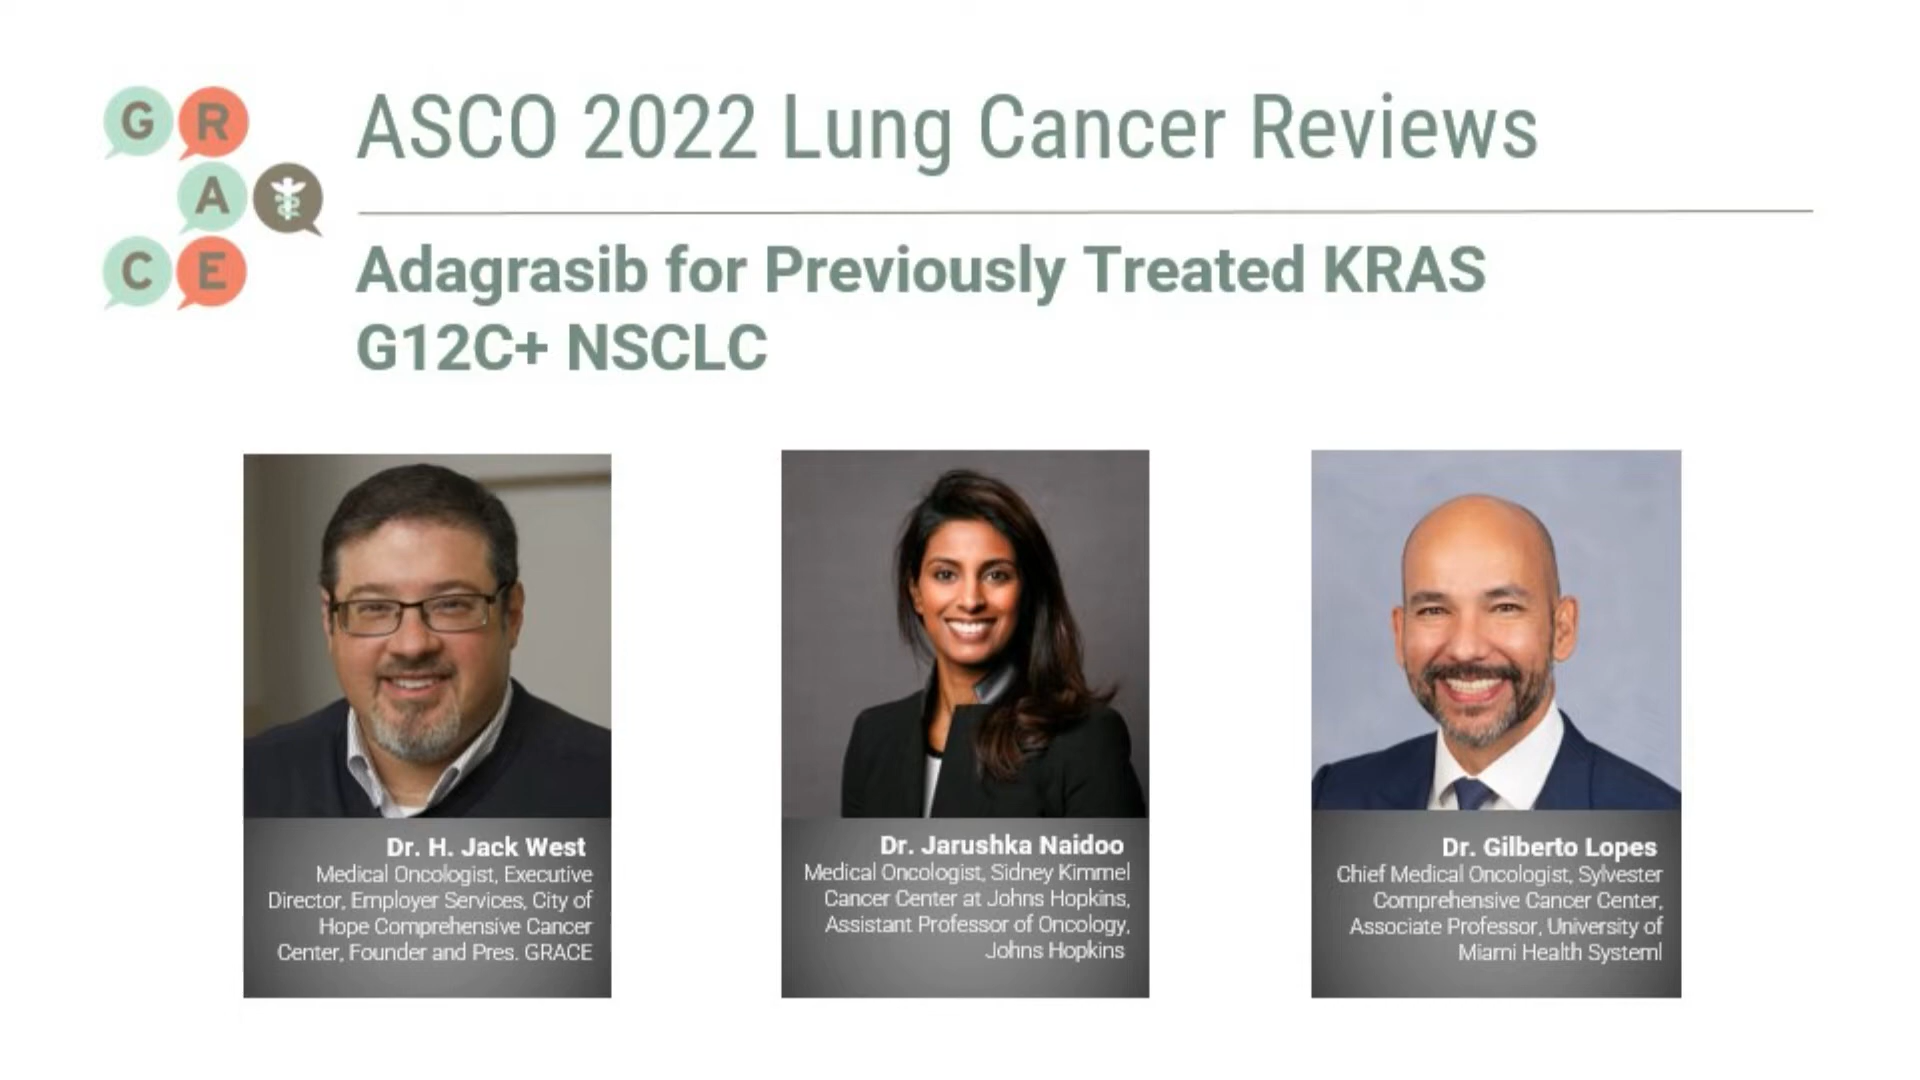 G R
A
C E
ASCO 2022 Lung Cancer Reviews
Adagrasib for Previously Treated KRAS
G12C+ NSCLC
Dr. H. Jack West
Medical Oncologist, Executive
Director, Employer Services, City of
Hope Comprehensive Cancer
Center, Founder and Pres. GRACE
Dr. Jarushka Naidoo
Medical Oncologist, Sidney Kimmel
Cancer Center at Johns Hopkins,
Assistant Professor of Oncology,
Johns Hopkins
Dr. Gilberto Lopes
Chief Medical Oncologist, Sylvester
Comprehensive Cancer Center,
Associate Professor, University of
Miami Health Systeml